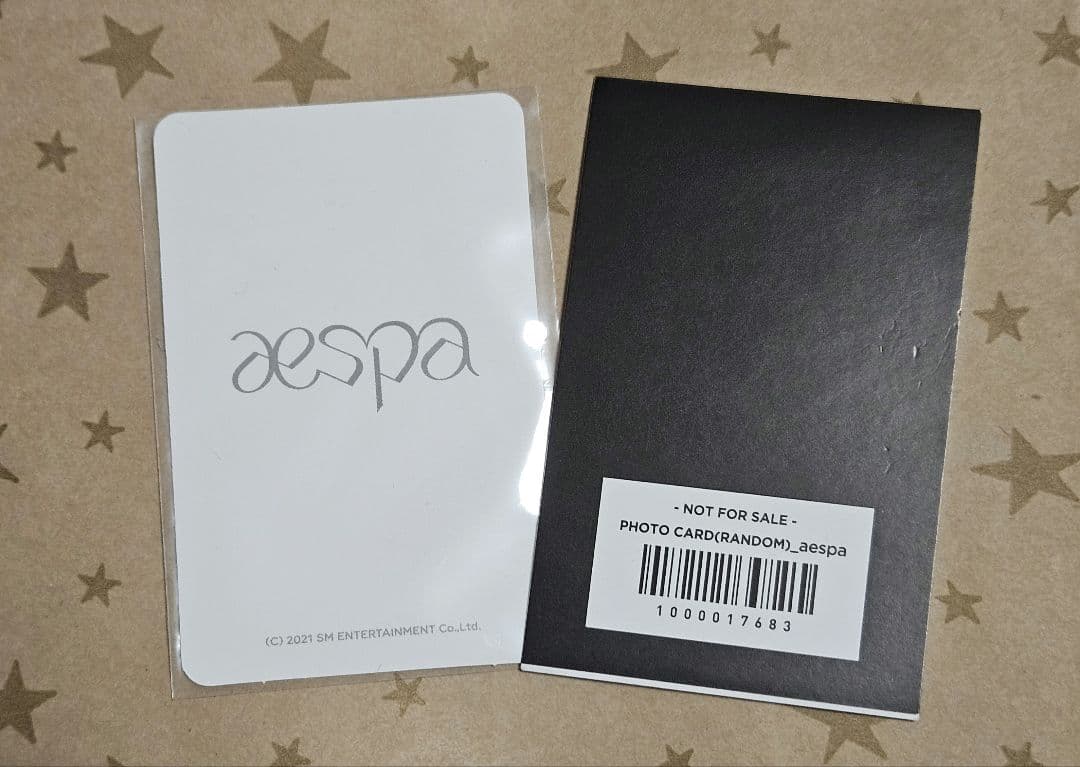 aespa
(C) 2021 SM ENTERTAINMENT Co.,Ltd.
- NOT FOR SALE -
PHOTO CARD(RANDOM)_aespa
1000017683